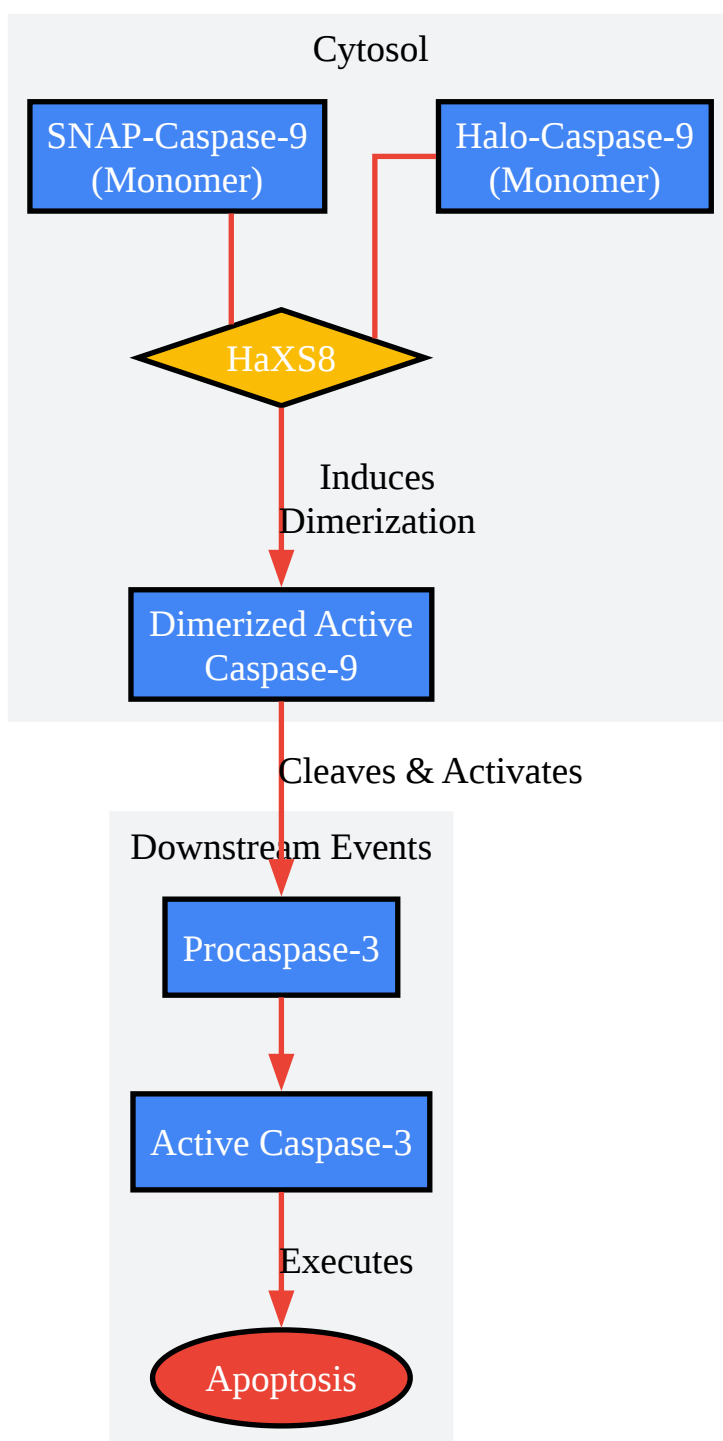 Cytosol
SNAP-Caspase-9
(Monomer)
Halo-Caspase-9
(Monomer)
HaXS8
Induces
Dimerization
Dimerized Active
Caspase-9
Cleaves & Activates
Downstream Events
Procaspase-3
Active Caspase-3
Executes
Apoptosis